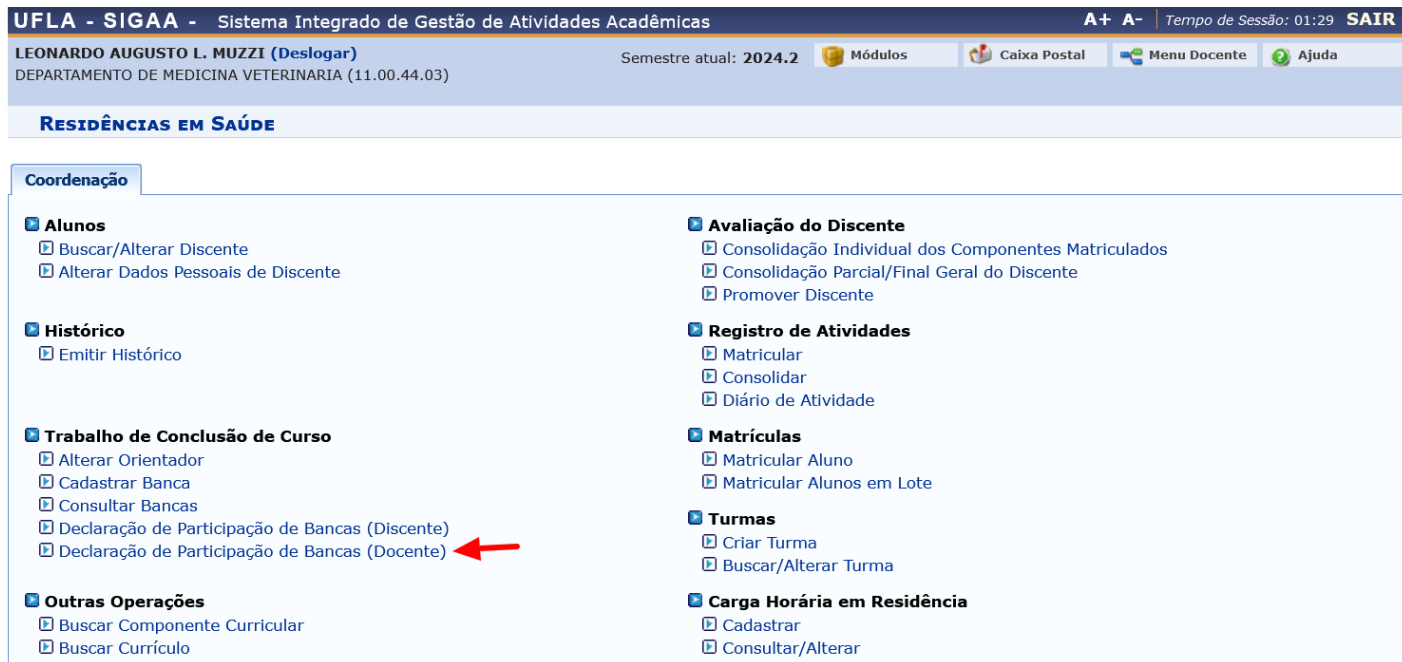 UFLA - SIGAA - Sistema Integrado de Gestão de Atividades Acadêmicas
A+ A- Tempo de Sessão: 01:29 SAIR
LEONARDO AUGUSTO L. MUZZI (Deslogar)
Semestre atual: 2024.2 Módulos Caixa Postal Menu Docente Ajuda
DEPARTAMENTO DE MEDICINA VETERINARIA (11.00.44.03)
RESIDÊNCIAS EM SAÚDE
Coordenação
Alunos
Buscar/Alterar Discente
Alterar Dados Pessoais de Discente
Histórico
Emitir Histórico
Trabalho de Conclusão de Curso
Alterar Orientador
Cadastrar Banca
Consultar Bancas
Declaração de Participação de Bancas (Discente)
Declaração de Participação de Bancas (Docente)
Outras Operações
Buscar Componente Curricular
Buscar Currículo
Avaliação do Discente
Consolidação Individual dos Componentes Matriculados
Consolidação Parcial/Final Geral do Discente
Promover Discente
Registro de Atividades
Matricular
Consolidar
Diário de Atividade
Matrículas
Matricular Aluno
Matricular Alunos em Lote
Turmas
Criar Turma
Buscar/Alterar Turma
Carga Horária em Residência
Cadastrar
Consultar/Alterar